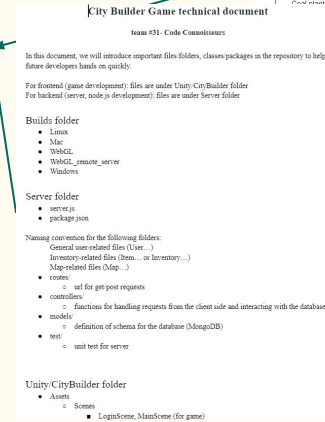 Coal plant
City Builder Game technical document
team #31- Code Connoisseurs
In this document, we will introduce important files/folders, classes/packages in the repository to help
future developers hands on quickly.
For frontend (game development): files are under Unity/CityBuilder folder
For backend (server, node.js development): files are under Server folder
Builds folder
● Linux
● Mac
● WebGL
● WebGL_remote_server
● Windows
Server folder
● server.js
● package.json
Naming convention for the following folders:
General user-related files (User…)
Inventory-related files (Item… or Inventory…)
Map-related files (Map…)
● routes/
○ url for get/post requests
● controllers/
○ functions for handling requests from the client side and interacting with the database
● models/
○ definition of schema for the database (MongoDB)
● test/
○ unit test for server
Unity/CityBuilder folder
● Assets
○ Scenes
■ LoginScene, MainScene (for game)